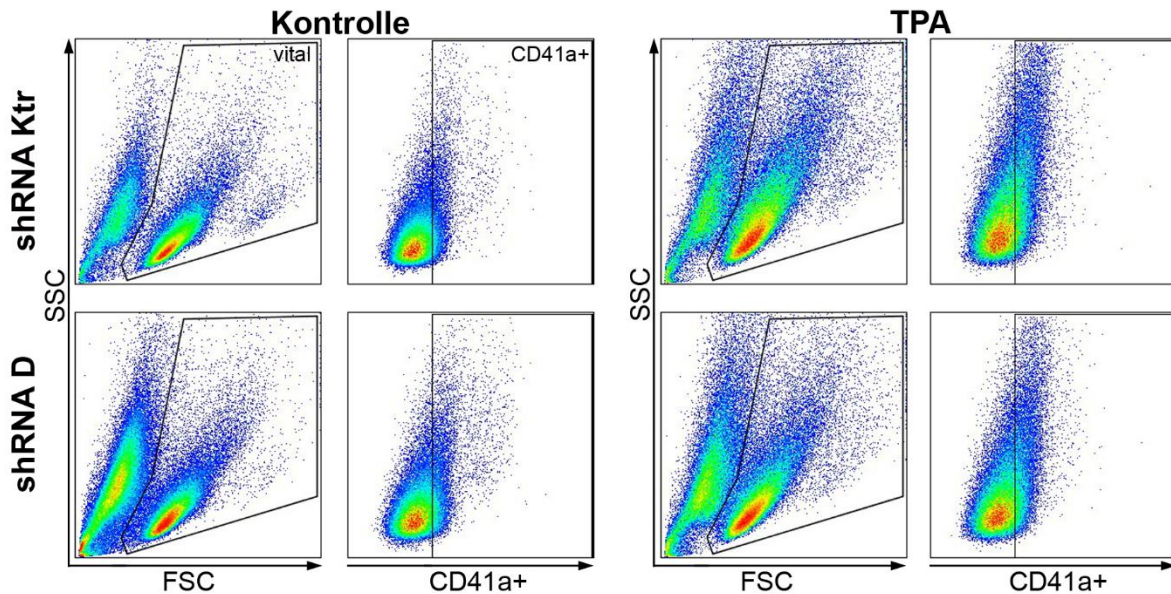 Kontrolle
TPA
shRNA Ktr
vital
CD41a+
SSC
SSC
shRNA D
FSC
CD41a+
FSC
CD41a+